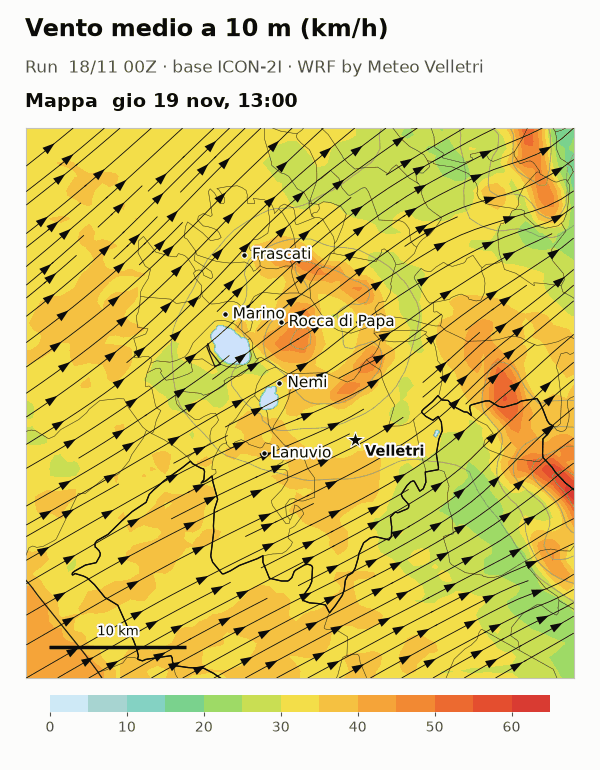 Vento medio a 10 m (km/h)
Run  18/11 00Z · base ICON-2I · WRF by Meteo Velletri
Mappa  gio 19 nov, 13:00
Frascati
Marino
Rocca di Papa
Nemi
Velletri
Lanuvio
10 km
0 10 20 30 40 50 60